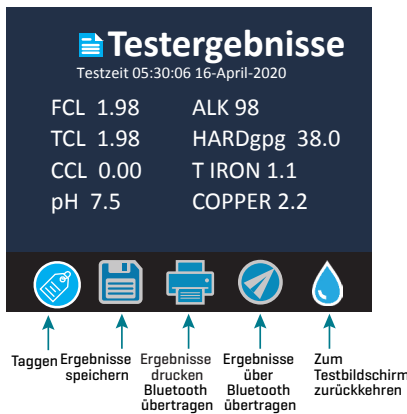 Testergebnisse
Testzeit 05:30:06 16-April-2020
FCL 1.98 ALK 98
TCL 1.98 HARDgpg 38.0
CCL 0.00 T IRON 1.1
pH 7.5 COPPER 2.2
Taggen
Ergebnisse
speichern
Ergebnisse
drucken
Bluetooth
übertragen
Ergebnisse
über
Bluetooth
übertragen
Zum
Testbildschirm
zurückkehren